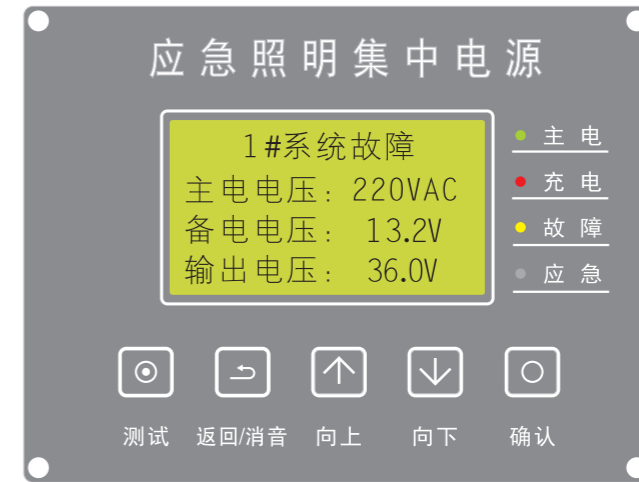 应急照明集中电源
1#系统故障
主电电压：220VAC
备电电压：13.2V
输出电压：36.0V
主电
充电
故障
应急
测试 返回/消音 向上 向下 确认